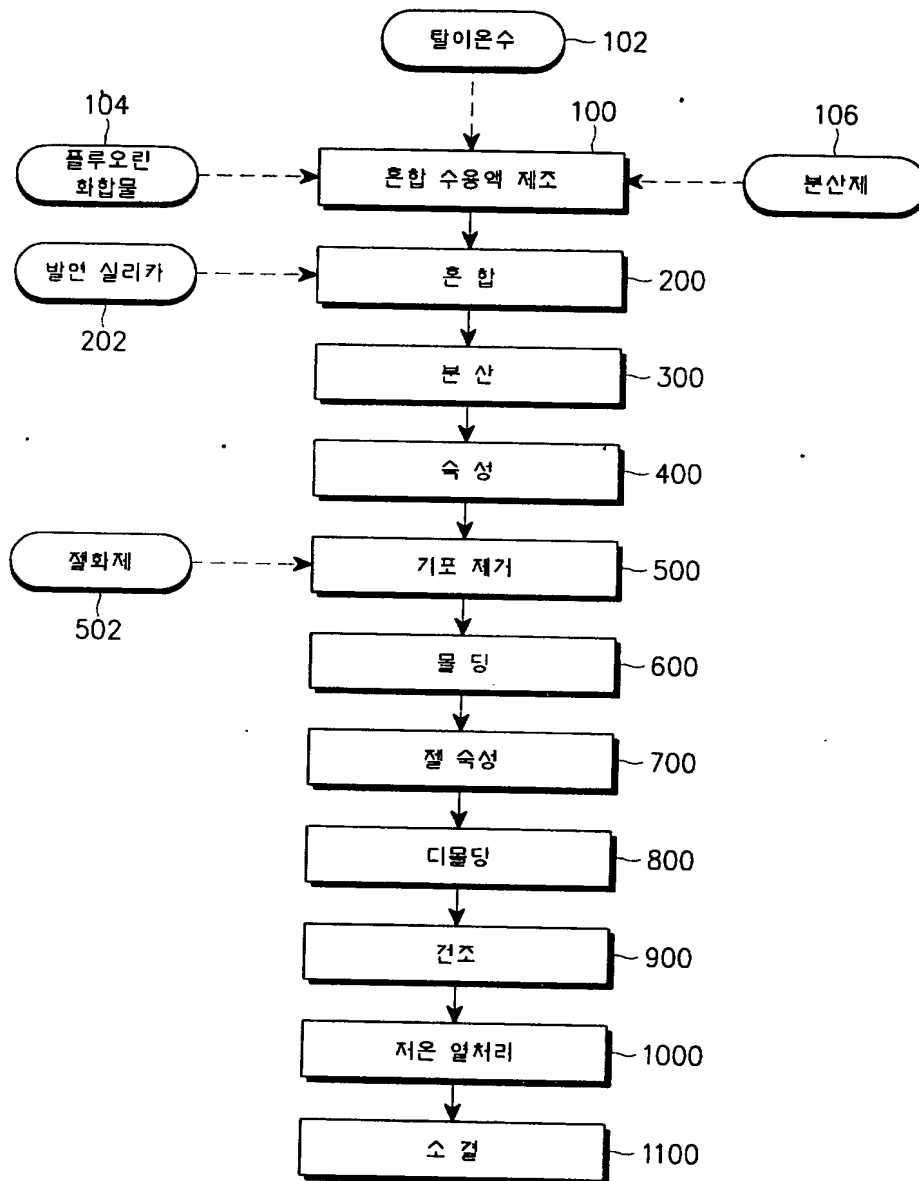 탈이온수
102
104
100
106
플루오린
화합물
혼합 수용액 제조
분산제
발연 실리카
혼 합
200
202
분 산
300
숙 성
400
젤화제
기포 제거
500
502
몰 딩
600
젤 숙성
700
디몰딩
800
건조
900
저온 열처리
1000
소 결
1100